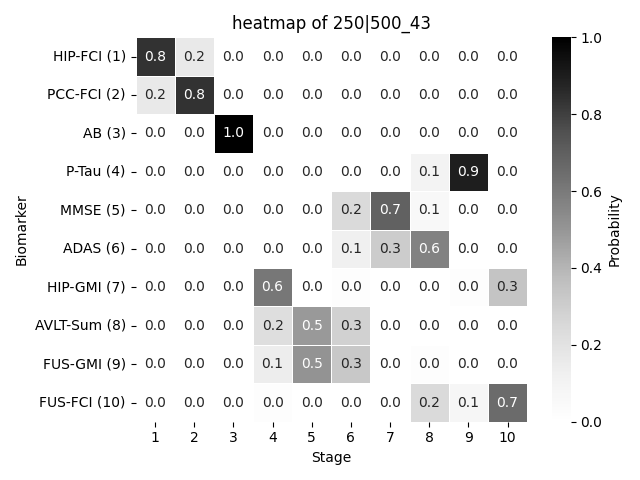 heatmap of 250|500_43
HIP-FCI (1) 0.8 0.2 0.0 0.0 0.0 0.0 0.0 0.0 0.0 0.0
PCC-FCI (2) 0.2 0.8 0.0 0.0 0.0 0.0 0.0 0.0 0.0 0.0
AB (3) 0.0 0.0 1.0 0.0 0.0 0.0 0.0 0.0 0.0 0.0
P-Tau (4) 0.0 0.0 0.0 0.0 0.0 0.0 0.0 0.1 0.9 0.0
MMSE (5) 0.0 0.0 0.0 0.0 0.0 0.2 0.7 0.1 0.0 0.0
ADAS (6) 0.0 0.0 0.0 0.0 0.0 0.1 0.3 0.6 0.0 0.0
HIP-GMI (7) 0.0 0.0 0.0 0.6 0.0 0.0 0.0 0.0 0.0 0.3
AVLT-Sum (8) 0.0 0.0 0.0 0.2 0.5 0.3 0.0 0.0 0.0 0.0
FUS-GMI (9) 0.0 0.0 0.0 0.1 0.5 0.3 0.0 0.0 0.0 0.0
FUS-FCI (10) 0.0 0.0 0.0 0.0 0.0 0.0 0.0 0.2 0.1 0.7
1 2 3 4 5 6 7 8 9 10
Stage
Biomarker
1.0
0.8
0.6
0.4
0.2
0.0
Probability